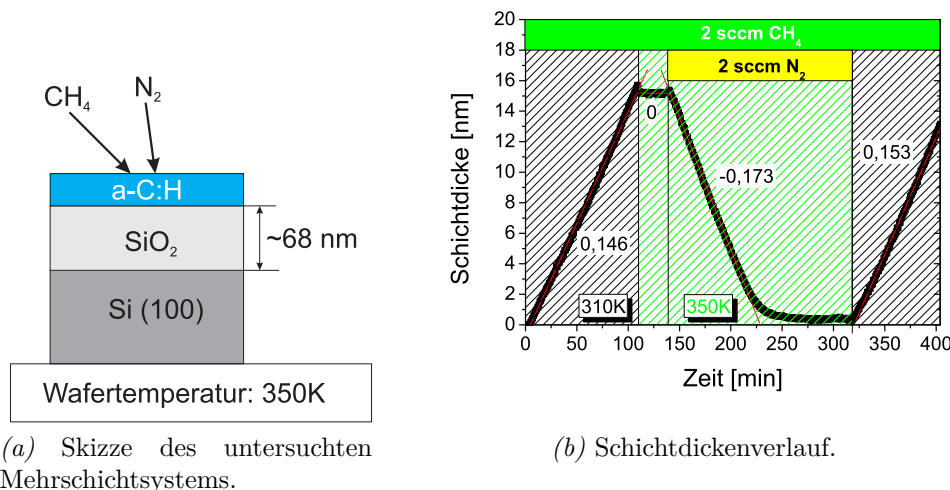 CH₄
N₂
a-C:H
SiO₂
~68 nm
Si (100)
Wafertemperatur: 350K
(a) Skizze des untersuchten
Mehrschichtsystems.
Schichtdicke [nm]
20
18
16
14
12
10
8
6
4
2
0
2 sccm CH₄
2 sccm N₂
0
0,153
-0,173
0,146
310K
350K
0 50 100 150 200 250 300 350 400
Zeit [min]
(b) Schichtdickenverlauf.